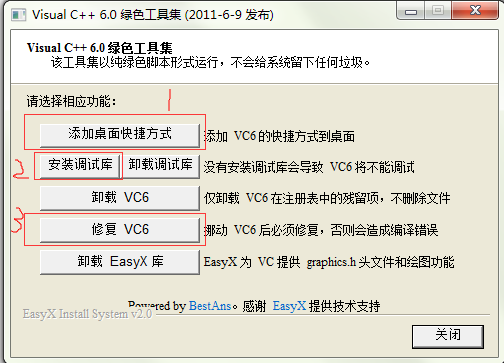 Visual C++ 6.0 绿色工具集 (2011-6-9 发布)
Visual C++ 6.0 绿色工具集
该工具集以纯绿色脚本形式运行，不会给系统留下任何垃圾。
请选择相应功能：
1
添加桌面快捷方式 添加 VC6 的快捷方式到桌面
2 安装调试库 卸载调试库 没有安装调试库会导致 VC6 将不能调试
卸载 VC6 仅卸载 VC6 在注册表中的残留项，不删除文件
3 修复 VC6 挪动 VC6 后必须修复，否则会造成编译错误
卸载 EasyX 库 EasyX 为 VC 提供 graphics.h 头文件和绘图功能
Powered by BestAns。感谢 EasyX 提供技术支持
EasyX Install System v2.0
关闭